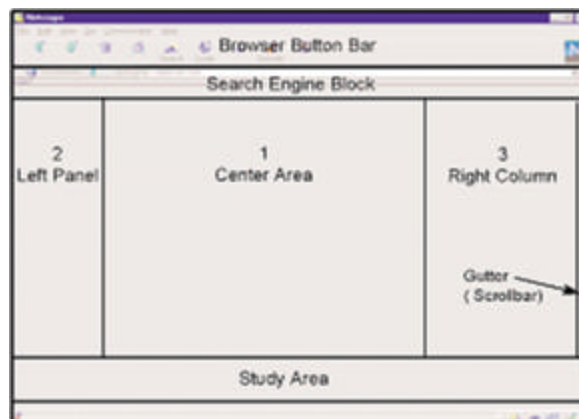 Netscape
Browser Button Bar
Search Engine Block
2
Left Panel
1
Center Area
3
Right Column
Gutter
( Scrollbar)
Study Area